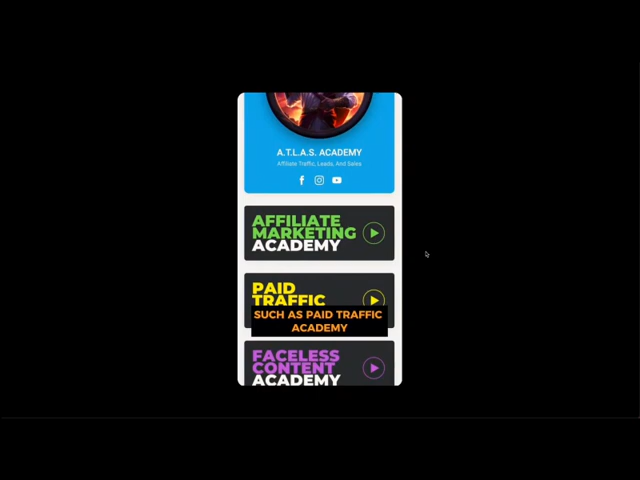 A.T.L.A.S. ACADEMY
Affiliate Traffic, Leads, And Sales
AFFILIATE
MARKETING
ACADEMY
PAID
TRAFFIC
SUCH AS PAID TRAFFIC
ACADEMY
FACELESS
CONTENT
ACADEMY